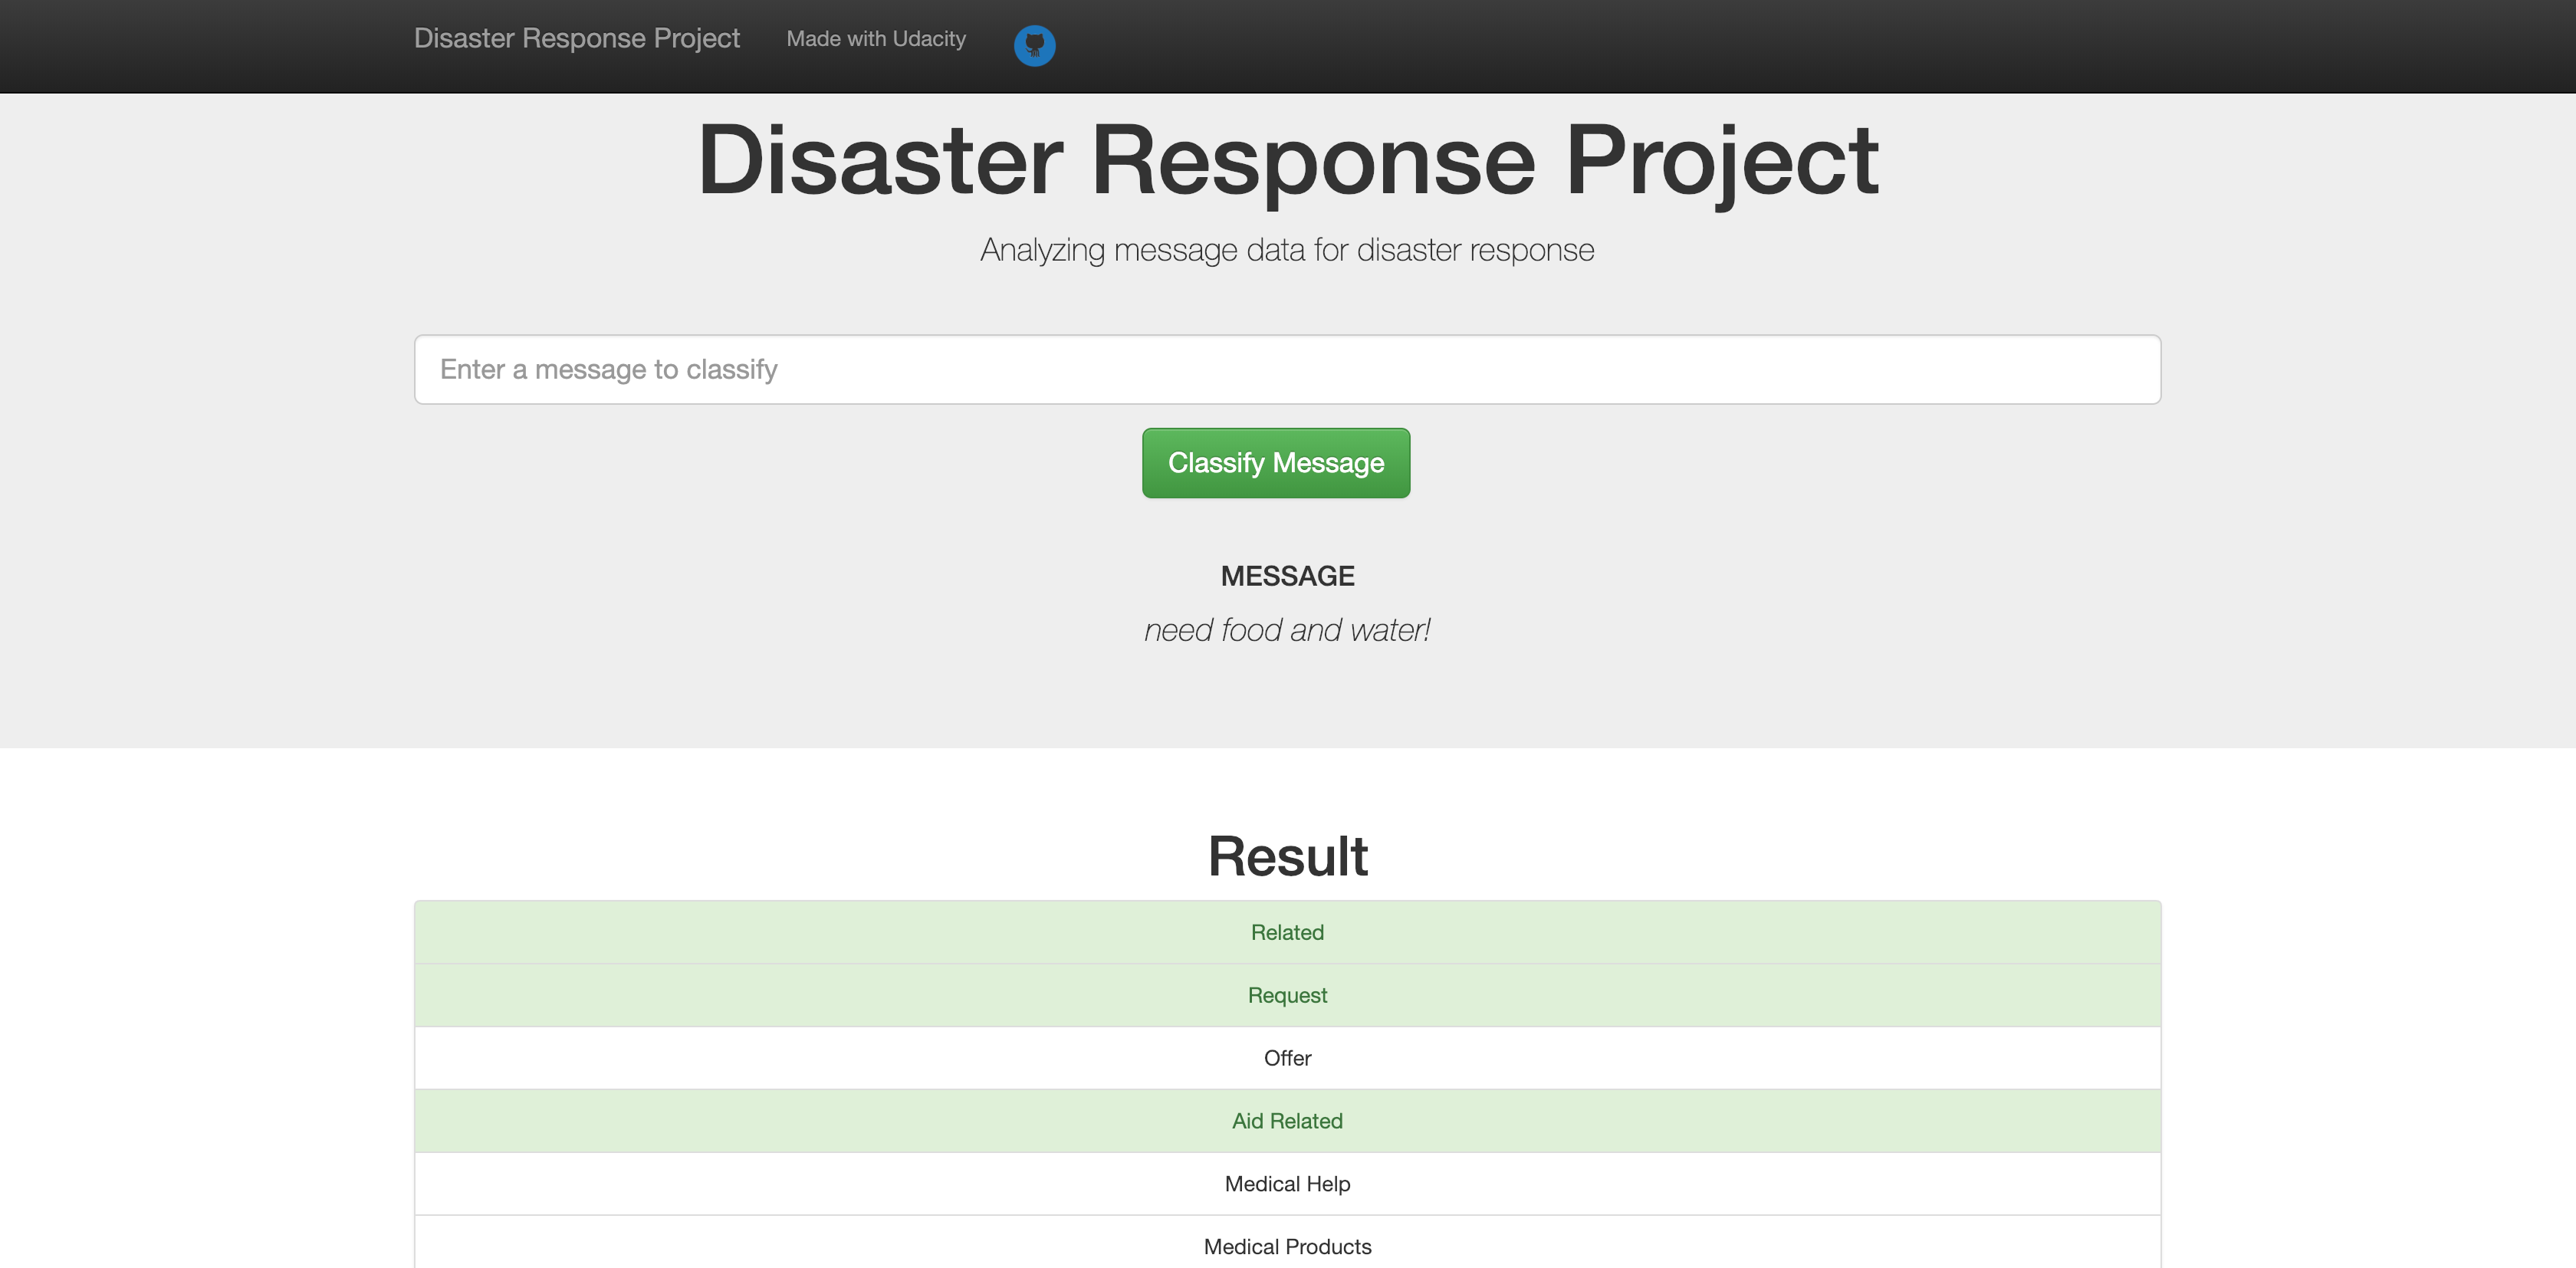 Disaster Response Project Made with Udacity
Disaster Response Project
Analyzing message data for disaster response
Enter a message to classify
Classify Message
MESSAGE
need food and water!
Result
Related
Request
Offer
Aid Related
Medical Help
Medical Products